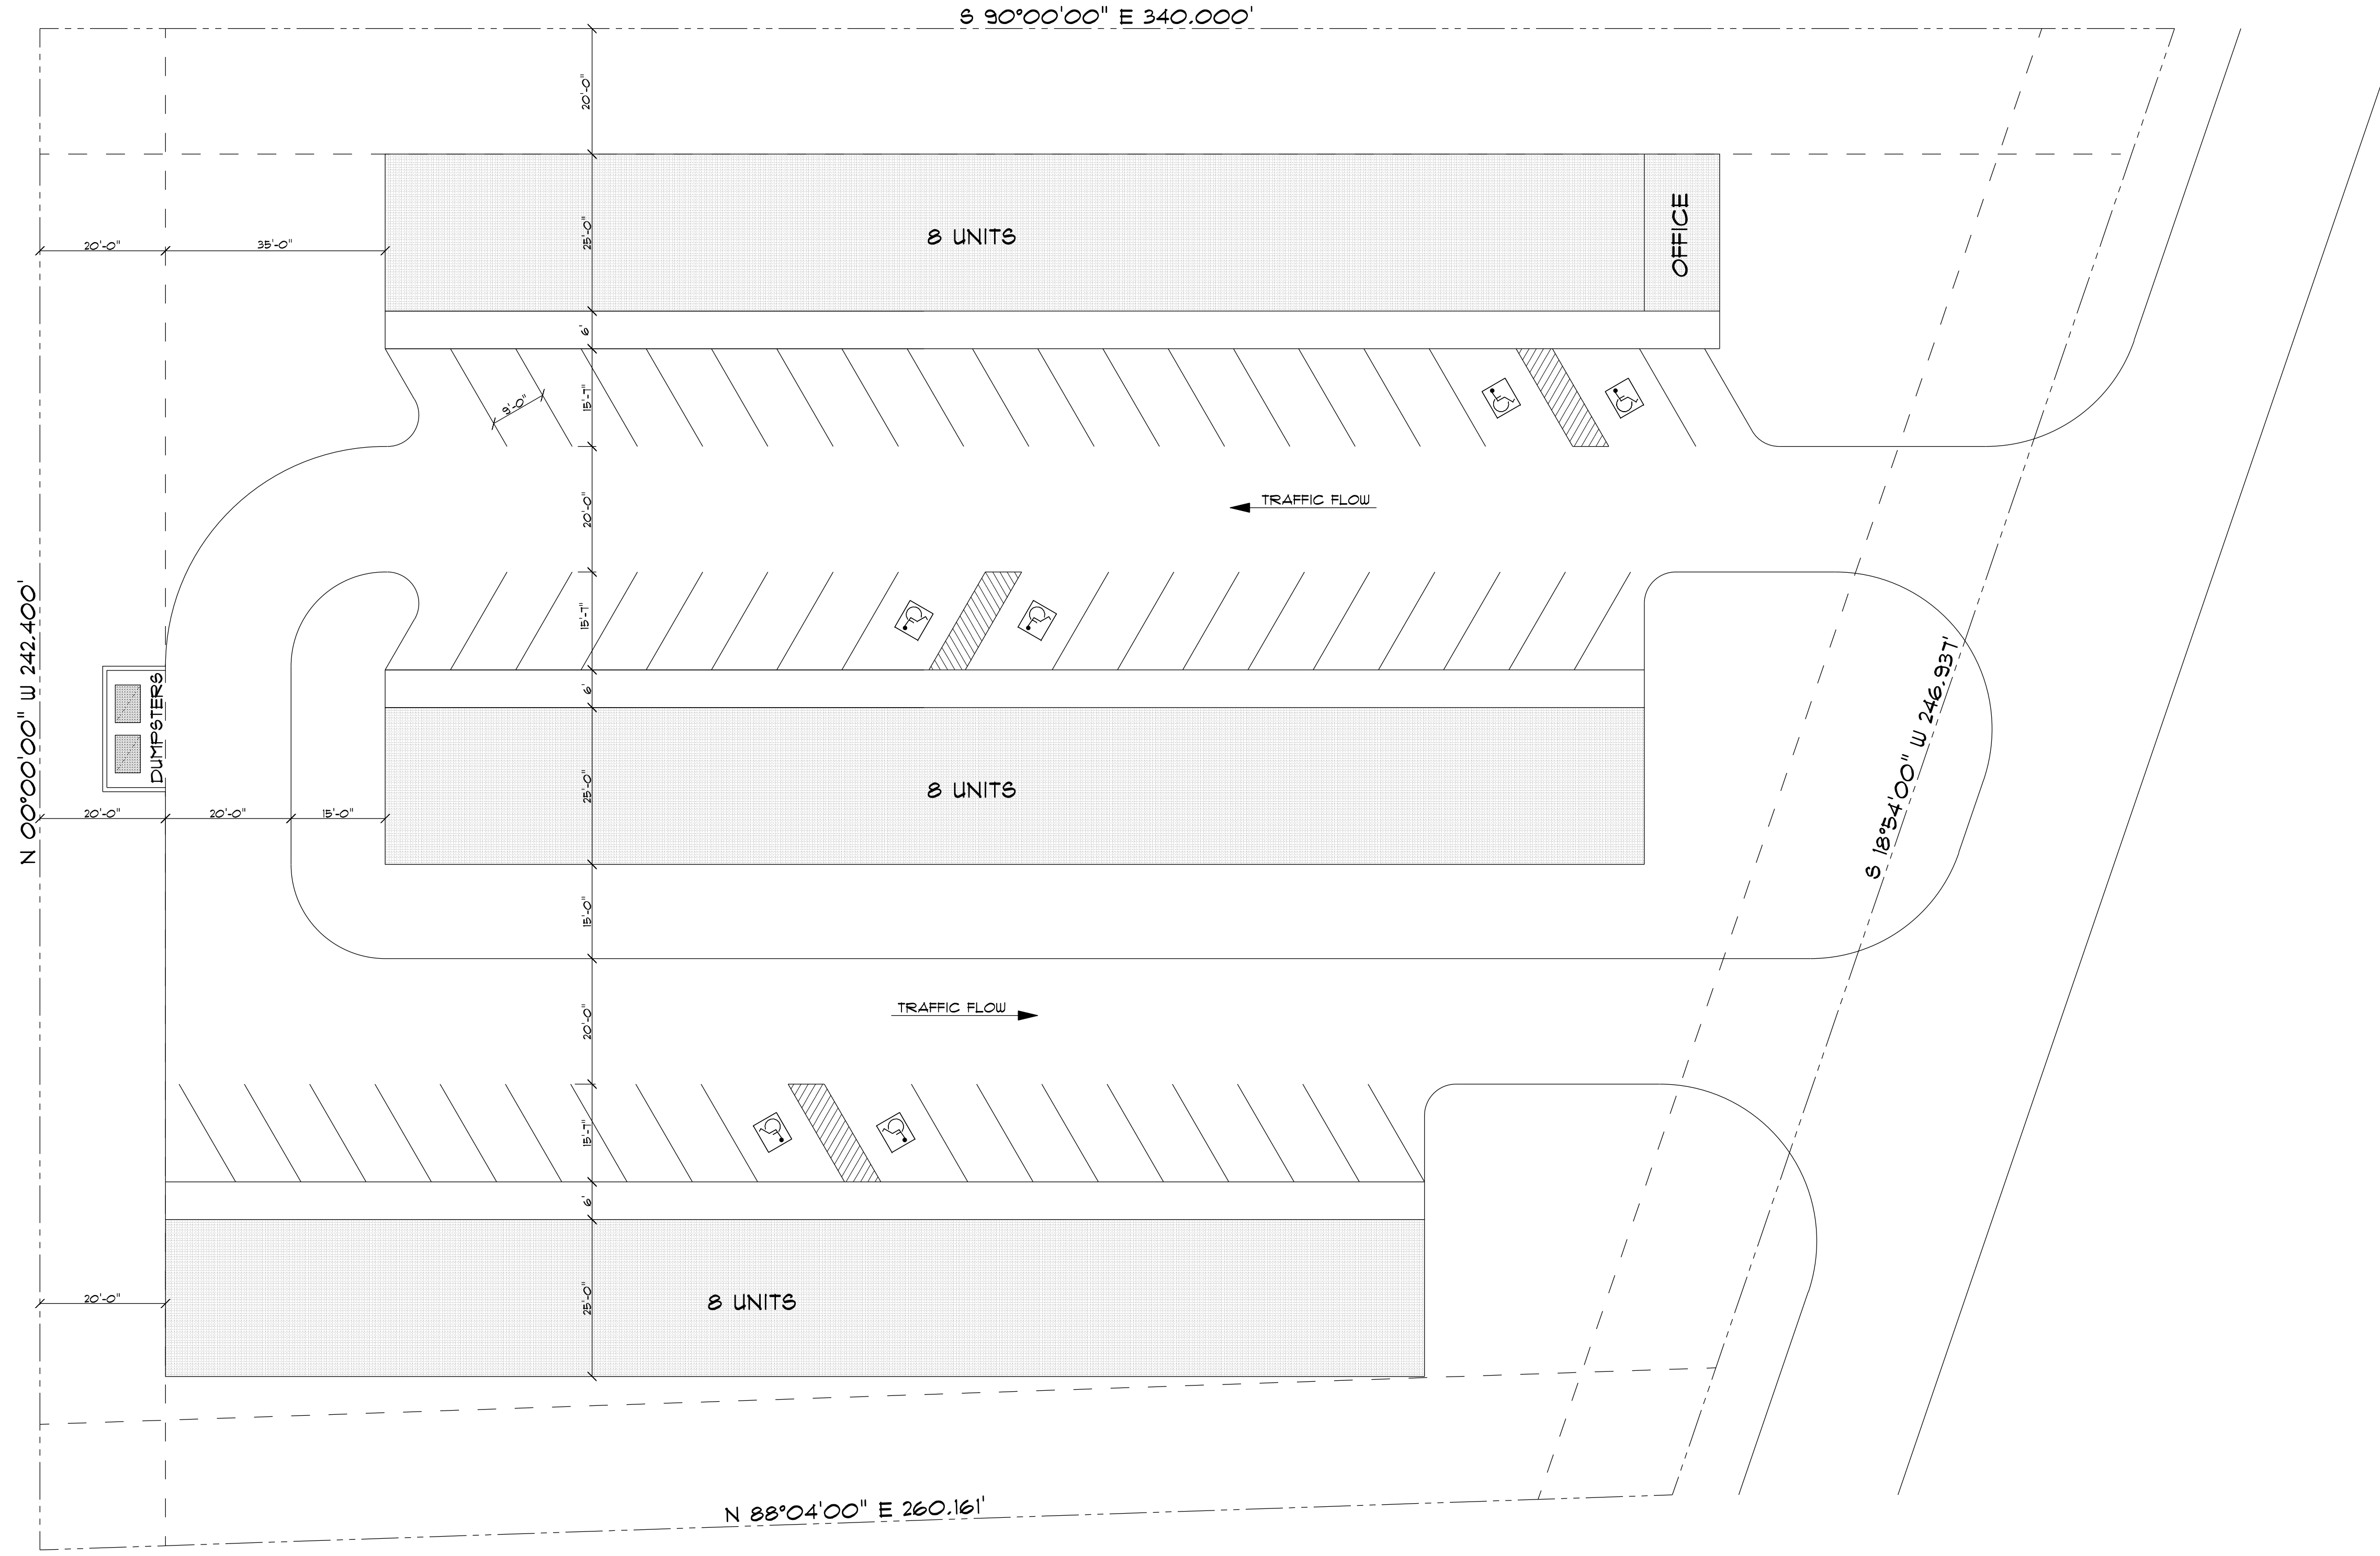 S 90°00'00" E 340.000'
20'-0"
20'-0"
35'-0"
25'-0"
8 UNITS
OFFICE
6'
9'-0"
15'-7"
20'-0"
TRAFFIC FLOW
15'-7"
6'
N 00°00'00" W 242.400'
DUMPSTERS
25'-0"
8 UNITS
S 18°54'00" W 246.937'
20'-0"
20'-0"
15'-0"
15'-0"
20'-0"
TRAFFIC FLOW
15'-7"
6'
20'-0"
25'-0"
8 UNITS
N 88°04'00" E 260.161'